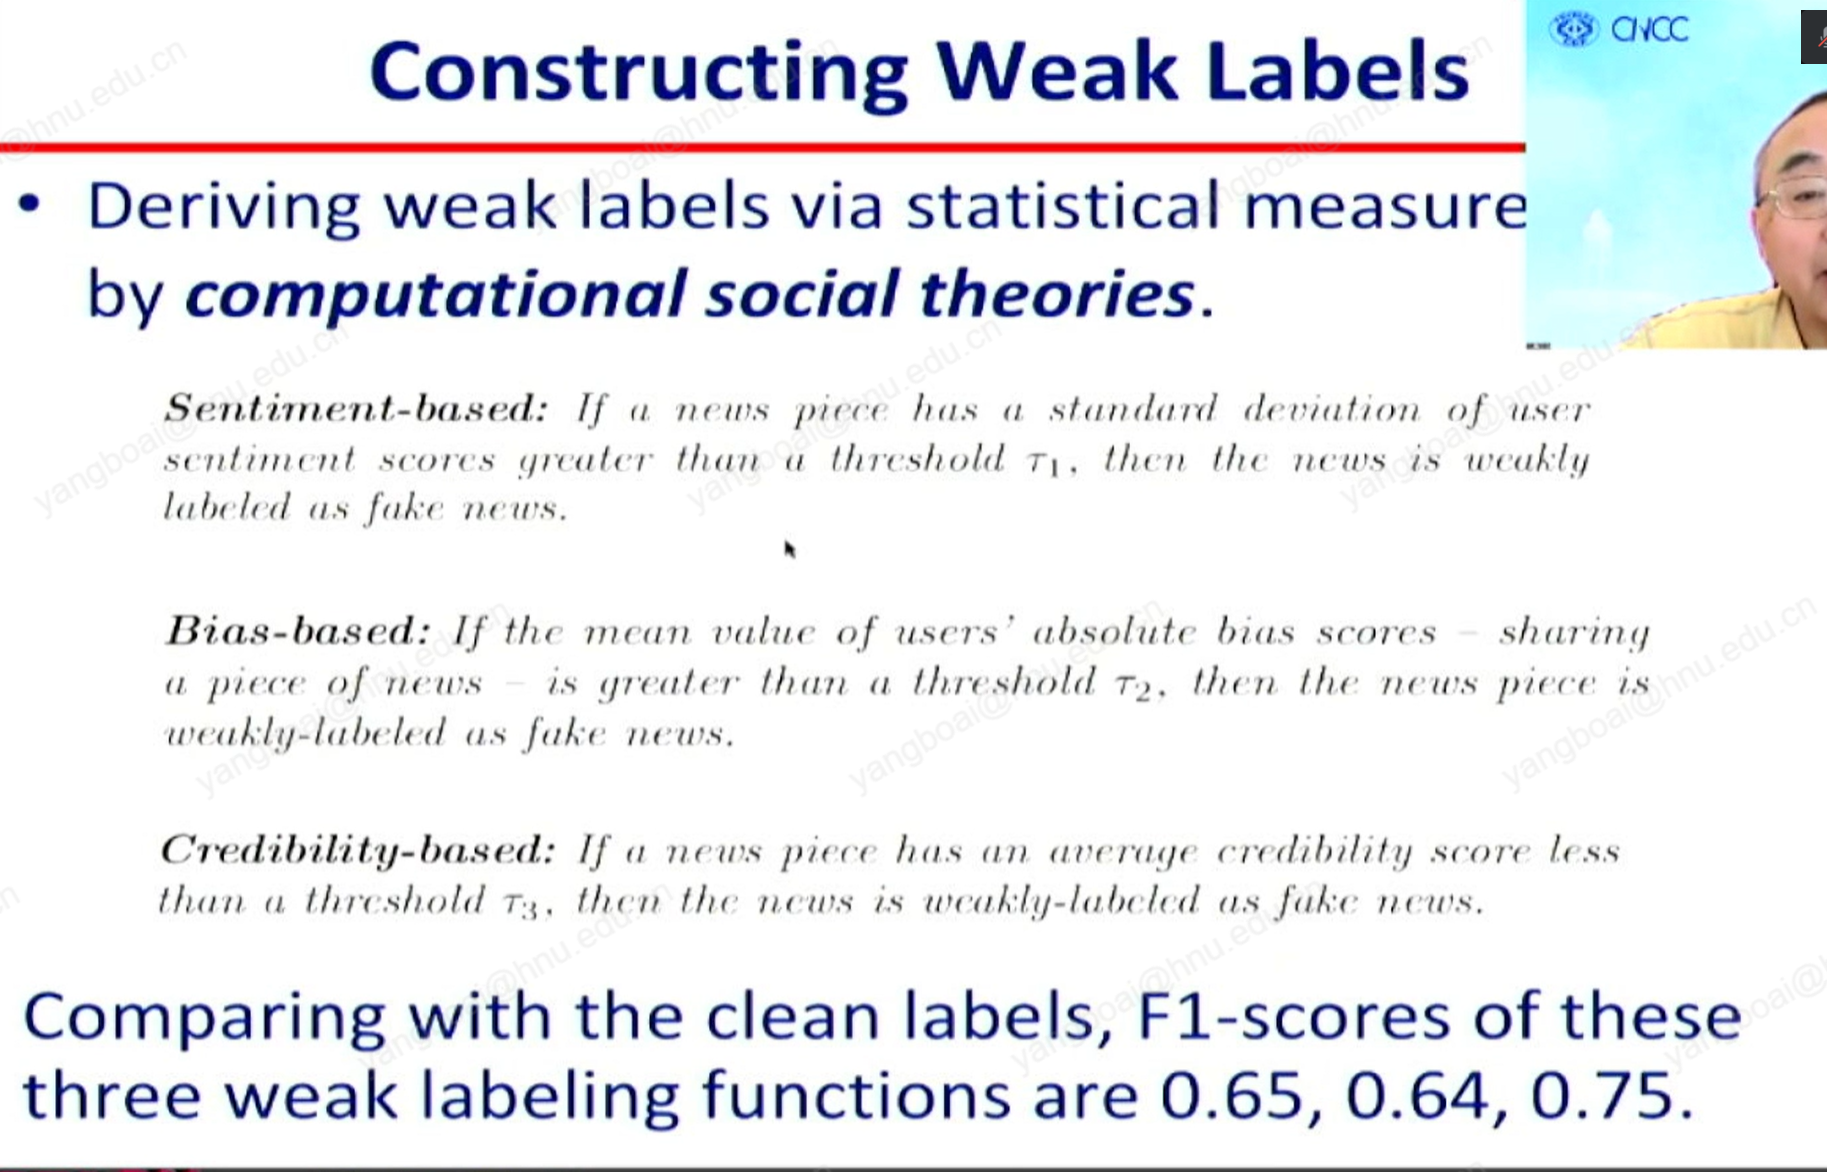 Constructing Weak Labels
CNCC
• Deriving weak labels via statistical measure
by computational social theories.
Sentiment-based: If a news piece has a standard deviation of user
sentiment scores greater than a threshold τ1, then the news is weakly
labeled as fake news.
Bias-based: If the mean value of users' absolute bias scores – sharing
a piece of news – is greater than a threshold τ2, then the news piece is
weakly-labeled as fake news.
Credibility-based: If a news piece has an average credibility score less
than a threshold τ3, then the news is weakly-labeled as fake news.
Comparing with the clean labels, F1-scores of these
three weak labeling functions are 0.65, 0.64, 0.75.
yangboai@hnu.edu.cn